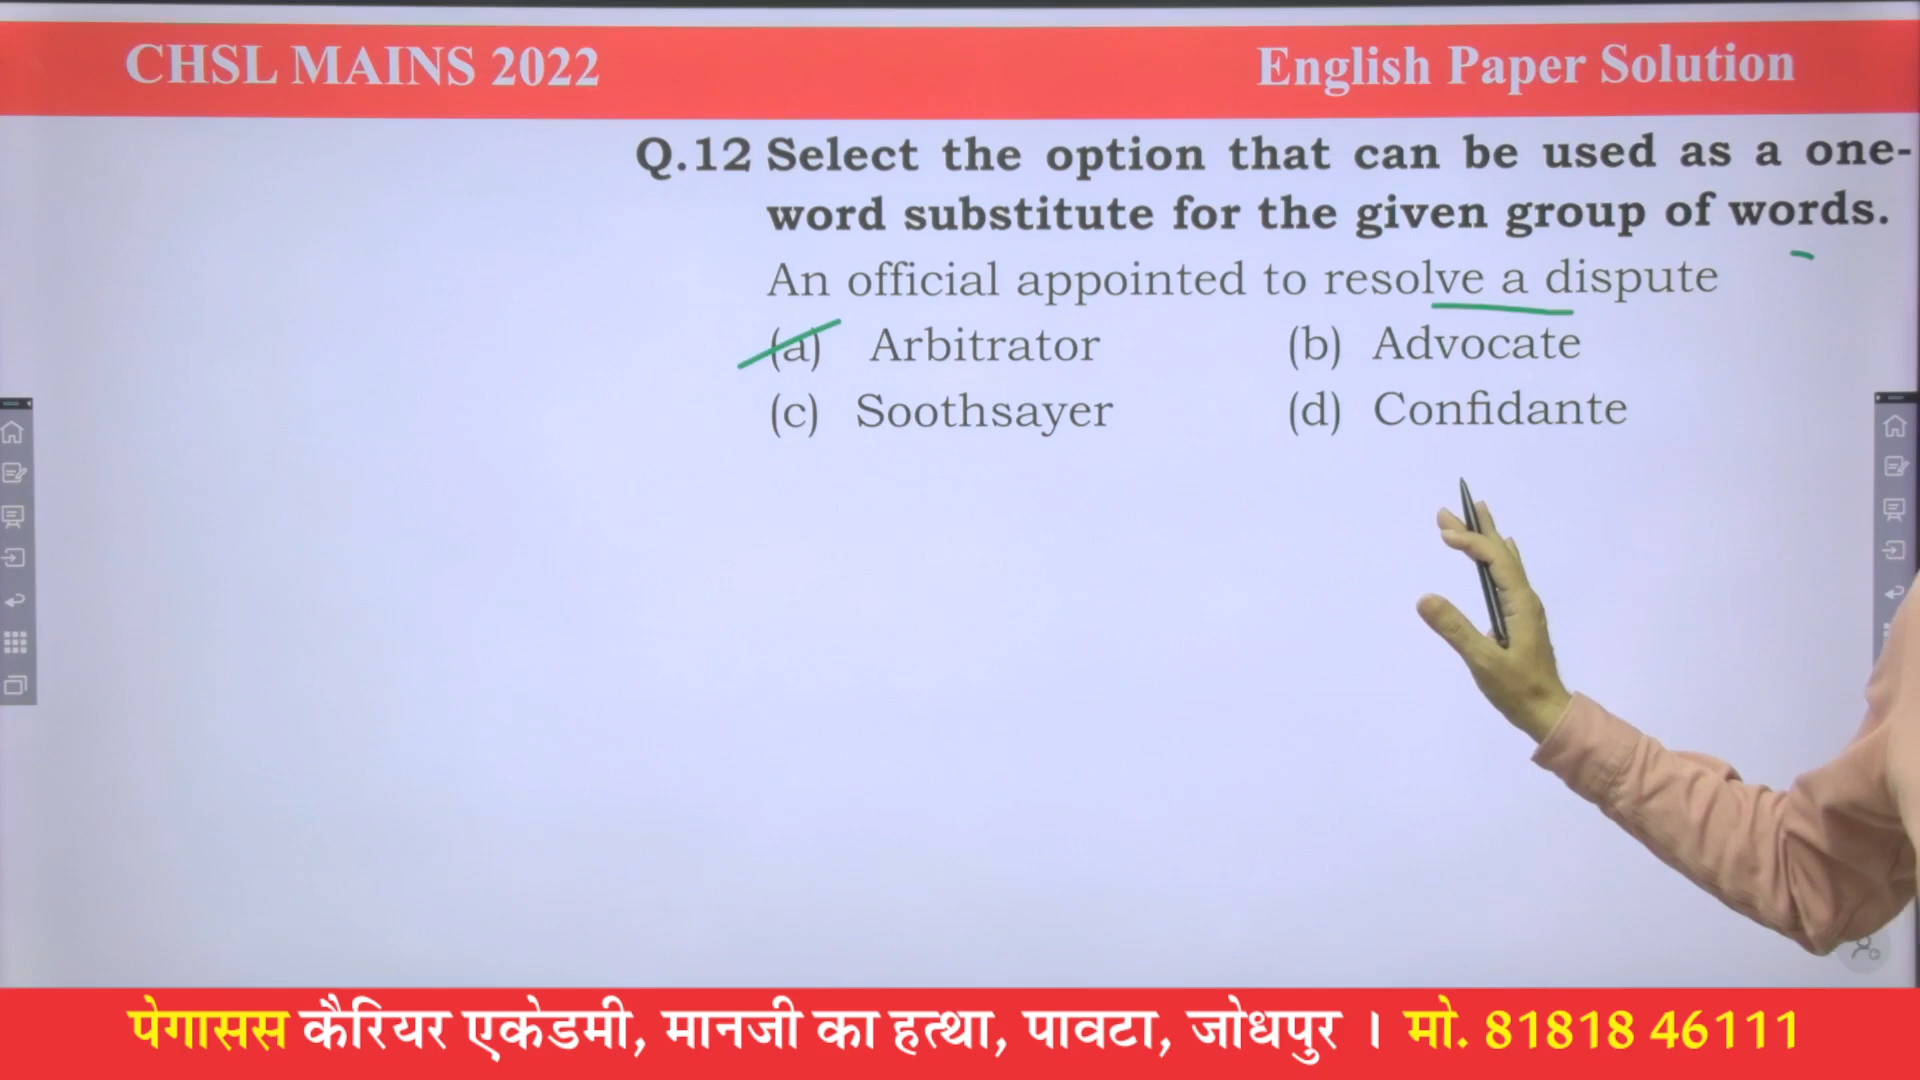 CHSL MAINS 2022
English Paper Solution
Q.12 Select the option that can be used as a one-
word substitute for the given group of words.
An official appointed to resolve a dispute
(a) Arbitrator
(b) Advocate
(c) Soothsayer
(d) Confidante
पेगासस कैरियर एकेडमी, मानजी का हत्था, पावटा, जोधपुर । मो. 81818 46111